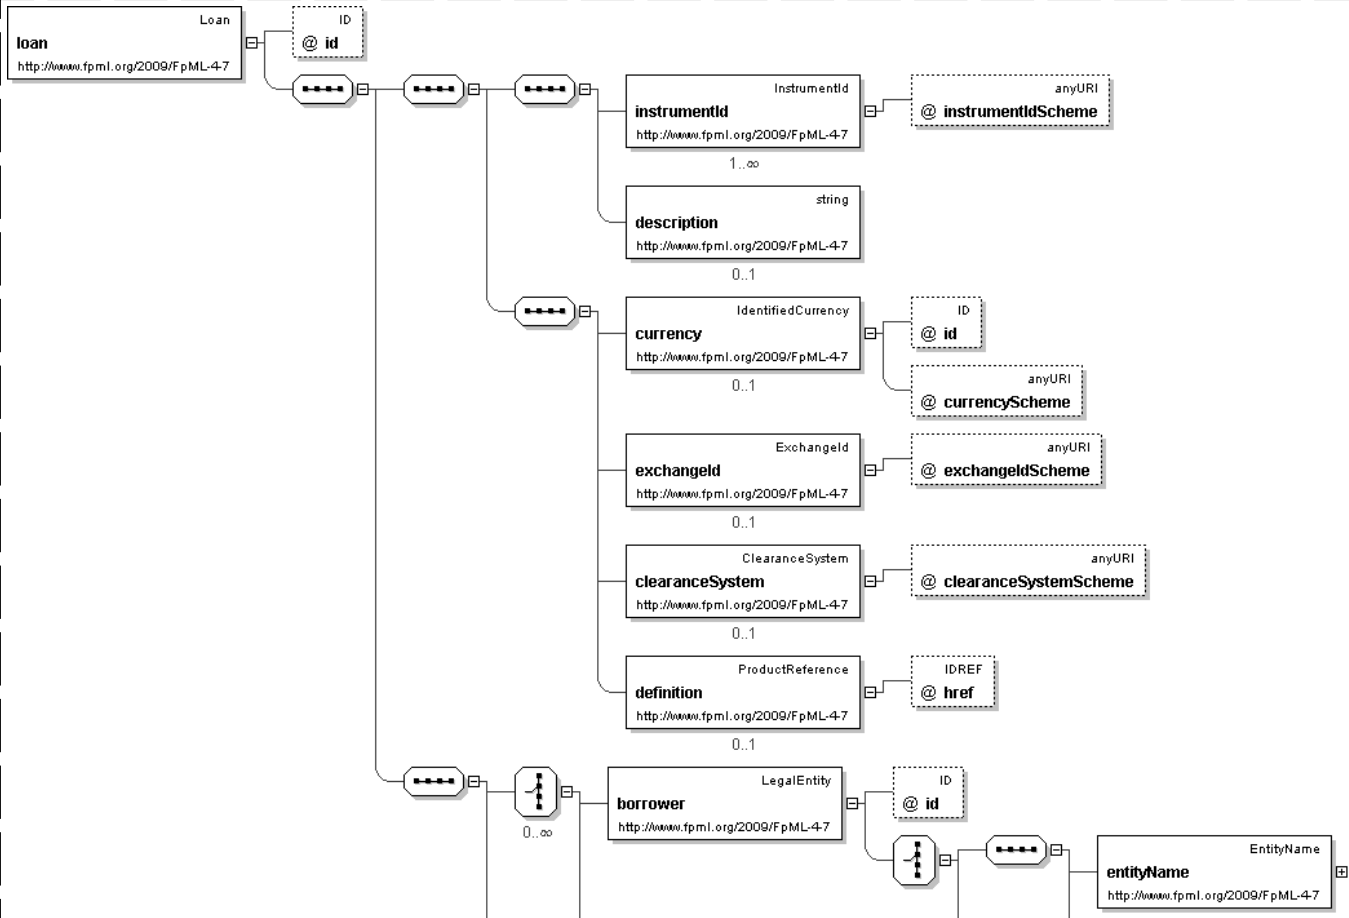 Loan
loan
http://www.fpml.org/2009/FpML-4-7
ID
@ id
InstrumentId
instrumentId
http://www.fpml.org/2009/FpML-4-7
1..∞
anyURI
@ instrumentIdScheme
string
description
http://www.fpml.org/2009/FpML-4-7
0..1
IdentifiedCurrency
currency
http://www.fpml.org/2009/FpML-4-7
0..1
ID
@ id
anyURI
@ currencyScheme
ExchangeId
exchangeId
http://www.fpml.org/2009/FpML-4-7
0..1
anyURI
@ exchangeIdScheme
ClearanceSystem
clearanceSystem
http://www.fpml.org/2009/FpML-4-7
0..1
anyURI
@ clearanceSystemScheme
ProductReference
definition
http://www.fpml.org/2009/FpML-4-7
0..1
IDREF
@ href
0..∞
LegalEntity
borrower
http://www.fpml.org/2009/FpML-4-7
ID
@ id
EntityName
entityName
http://www.fpml.org/2009/FpML-4-7